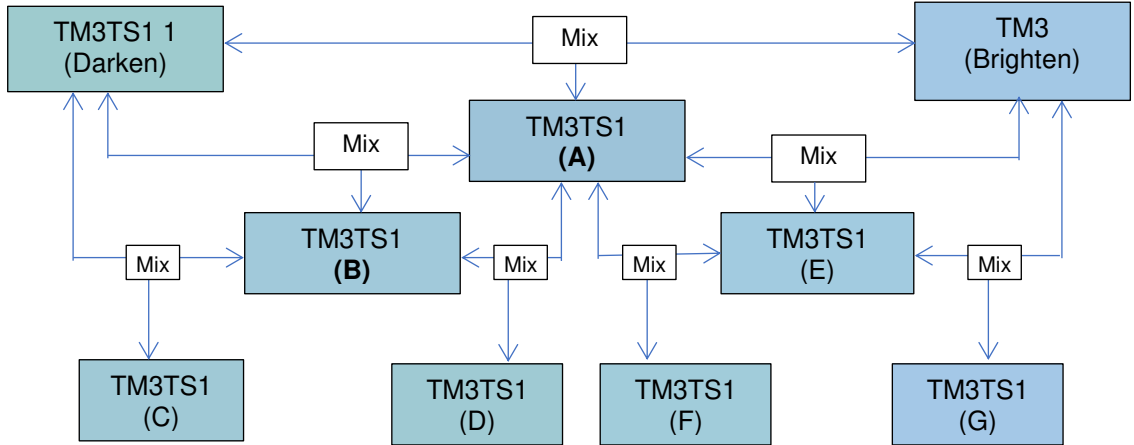 TM3TS1 1
(Darken)
Mix
TM3
(Brighten)
Mix
TM3TS1
(A)
Mix
TM3TS1
(B)
TM3TS1
(E)
Mix
Mix
Mix
Mix
TM3TS1
(C)
TM3TS1
(D)
TM3TS1
(F)
TM3TS1
(G)